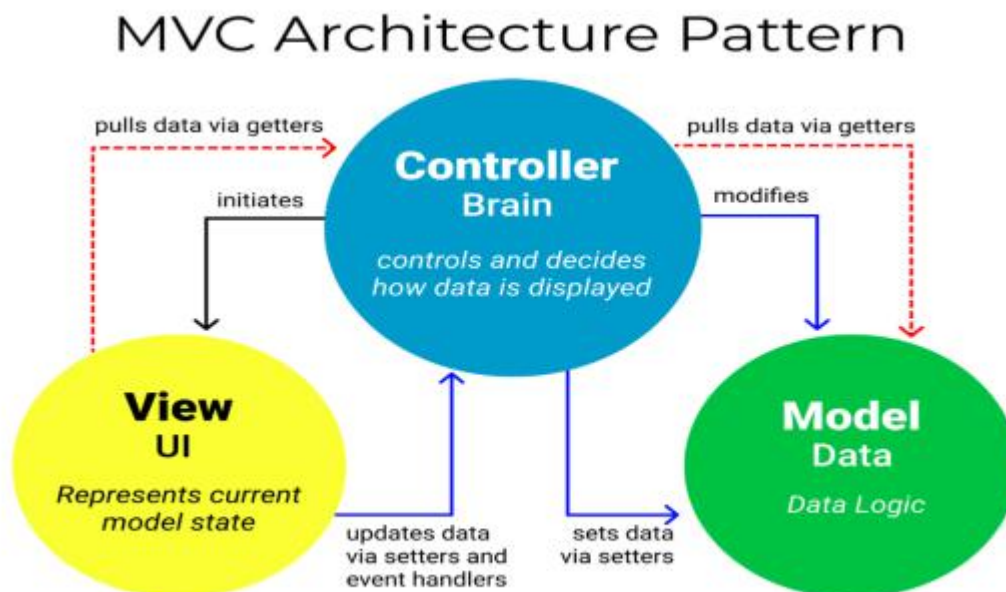 MVC Architecture Pattern
pulls data via getters
pulls data via getters
Controller
Brain
initiates
modifies
controls and decides
how data is displayed
View
UI
Represents current
model state
Model
Data
Data Logic
updates data
via setters and
event handlers
sets data
via setters